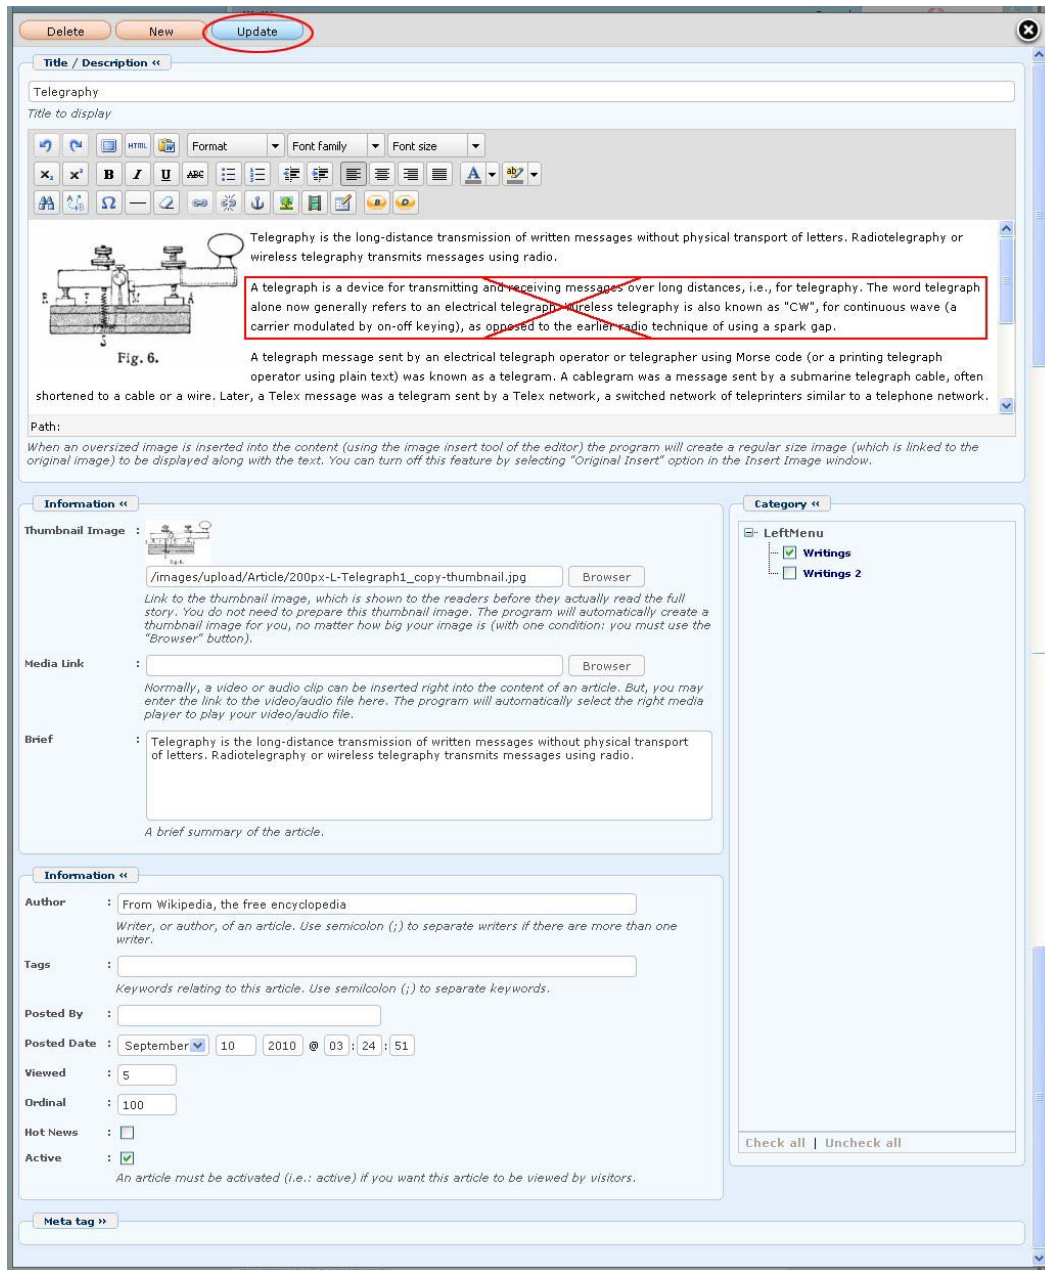 Delete New Update
Title / Description «
Telegraphy
Title to display
HTML Format Font family Font size
B I U ABC A ab
Telegraphy is the long-distance transmission of written messages without physical transport of letters. Radiotelegraphy or
wireless telegraphy transmits messages using radio.
A telegraph is a device for transmitting and receiving messages over long distances, i.e., for telegraphy. The word telegraph
alone now generally refers to an electrical telegraph. Wireless telegraphy is also known as "CW", for continuous wave (a
carrier modulated by on-off keying), as opposed to the earlier radio technique of using a spark gap.
Fig. 6.
A telegraph message sent by an electrical telegraph operator or telegrapher using Morse code (or a printing telegraph
operator using plain text) was known as a telegram. A cablegram was a message sent by a submarine telegraph cable, often
shortened to a cable or a wire. Later, a Telex message was a telegram sent by a Telex network, a switched network of teleprinters similar to a telephone network.
Path:
When an oversized image is inserted into the content (using the image insert tool of the editor) the program will create a regular size image (which is linked to the
original image) to be displayed along with the text. You can turn off this feature by selecting "Original Insert" option in the Insert Image window.
Information «
Thumbnail Image :
/images/upload/Article/200px-L-Telegraph1_copy-thumbnail.jpg Browser
Link to the thumbnail image, which is shown to the readers before they actually read the full
story. You do not need to prepare this thumbnail image. The program will automatically create a
thumbnail image for you, no matter how big your image is (with one condition: you must use the
"Browser" button).
Media Link : Browser
Normally, a video or audio clip can be inserted right into the content of an article. But, you may
enter the link to the video/audio file here. The program will automatically select the right media
player to play your video/audio file.
Brief : Telegraphy is the long-distance transmission of written messages without physical transport
of letters. Radiotelegraphy or wireless telegraphy transmits messages using radio.
A brief summary of the article.
Category «
LeftMenu
Writings
Writings 2
Check all | Uncheck all
Information «
Author : From Wikipedia, the free encyclopedia
Writer, or author, of an article. Use semicolon (;) to separate writers if there are more than one
writer.
Tags :
Keywords relating to this article. Use semilcolon (;) to separate keywords.
Posted By :
Posted Date : September 10 2010 @ 03 : 24 : 51
Viewed : 5
Ordinal : 100
Hot News :
Active :
An article must be activated (i.e.: active) if you want this article to be viewed by visitors.
Meta tag »